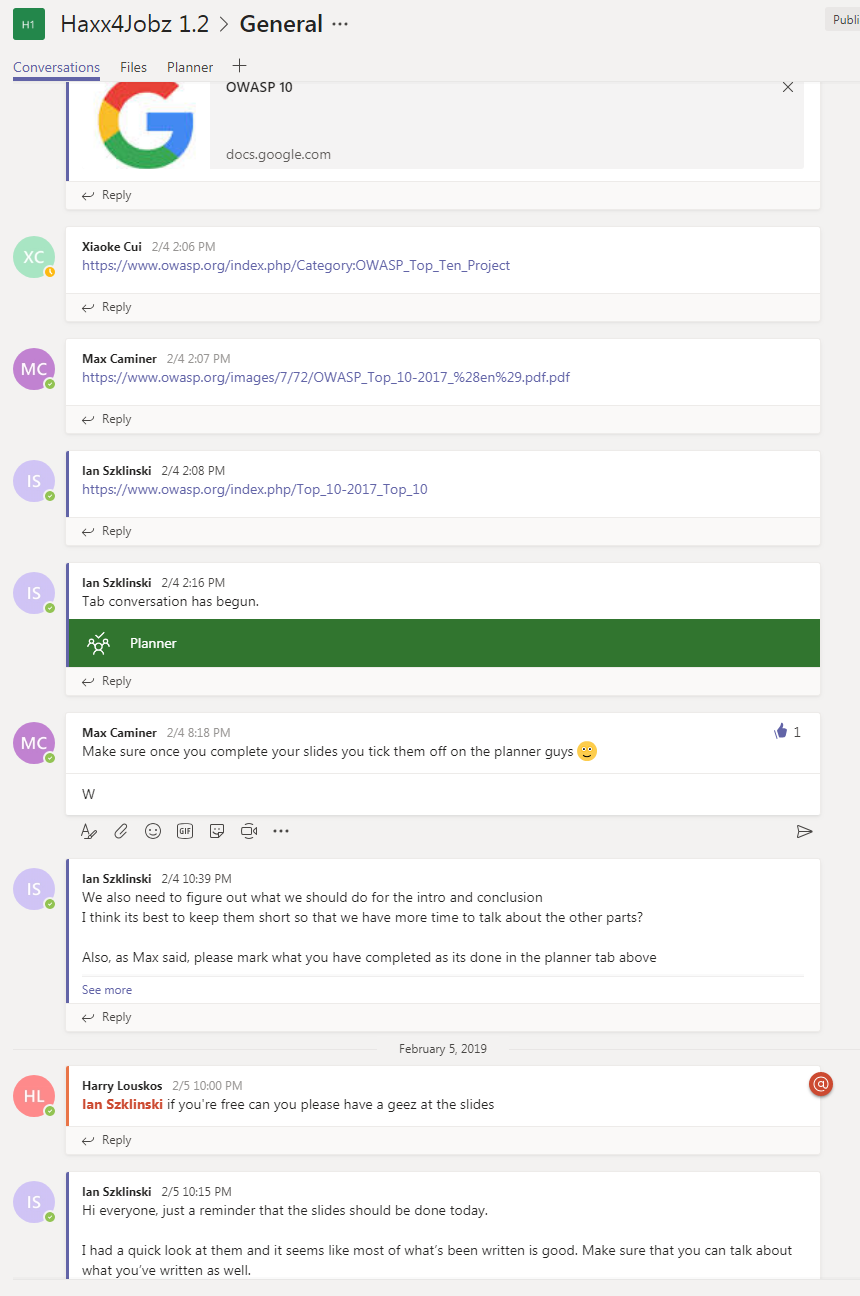 H1 Haxx4Jobz 1.2 > General ...
Publi
Conversations Files Planner +
OWASP 10
docs.google.com
Reply
XC
Xiaoke Cui 2/4 2:06 PM
https://www.owasp.org/index.php/Category:OWASP_Top_Ten_Project
Reply
MC
Max Caminer 2/4 2:07 PM
https://www.owasp.org/images/7/72/OWASP_Top_10-2017_%28en%29.pdf.pdf
Reply
IS
Ian Szklinski 2/4 2:08 PM
https://www.owasp.org/index.php/Top_10-2017_Top_10
Reply
IS
Ian Szklinski 2/4 2:16 PM
Tab conversation has begun.
Planner
Reply
MC
Max Caminer 2/4 8:18 PM
1
Make sure once you complete your slides you tick them off on the planner guys 🙂
W
GIF
IS
Ian Szklinski 2/4 10:39 PM
We also need to figure out what we should do for the intro and conclusion
I think its best to keep them short so that we have more time to talk about the other parts?
Also, as Max said, please mark what you have completed as its done in the planner tab above
See more
Reply
February 5, 2019
HL
Harry Louskos 2/5 10:00 PM
@
Ian Szklinski if you're free can you please have a geez at the slides
Reply
IS
Ian Szklinski 2/5 10:15 PM
Hi everyone, just a reminder that the slides should be done today.
I had a quick look at them and it seems like most of what's been written is good. Make sure that you can talk about
what you've written as well.